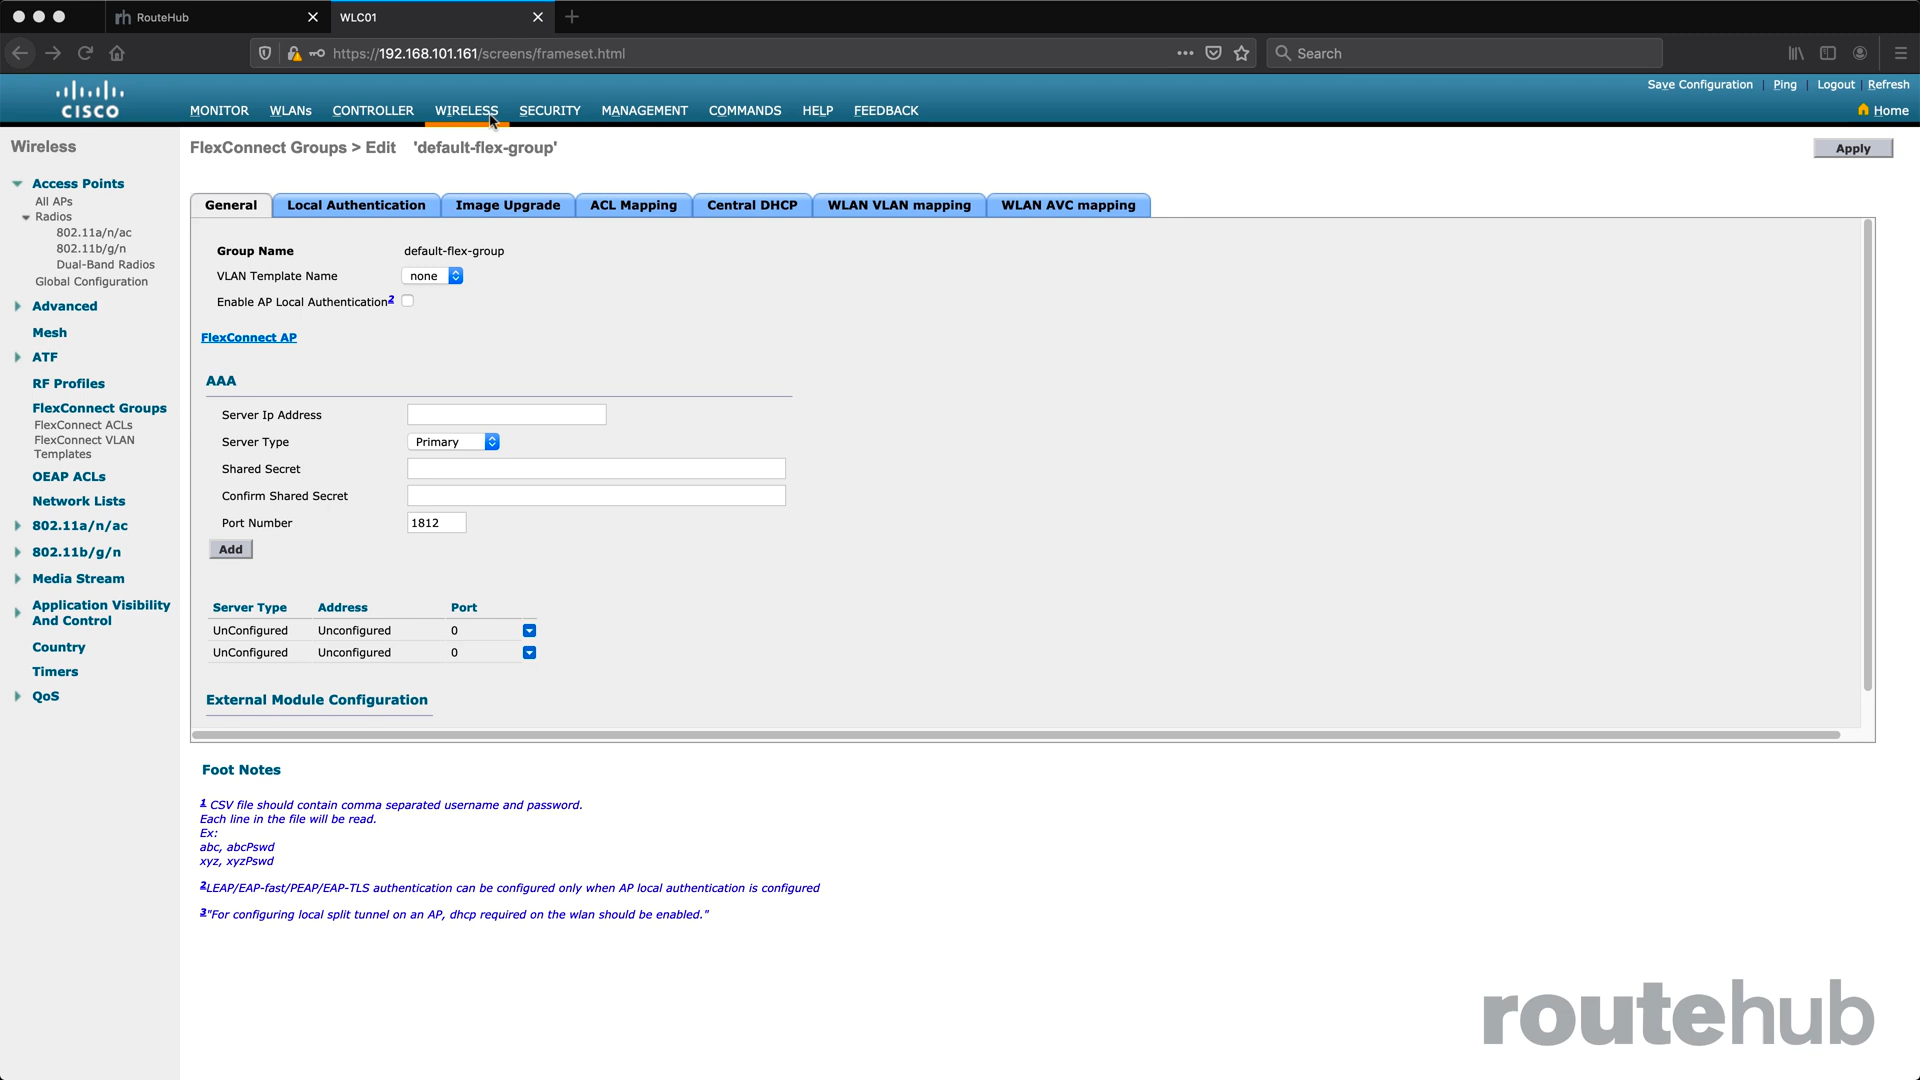 RouteHub
WLC01
https://192.168.101.161/screens/frameset.html
Search
Save Configuration | Ping | Logout | Refresh
CISCO
MONITOR WLANs CONTROLLER WIRELESS SECURITY MANAGEMENT COMMANDS HELP FEEDBACK
Home
Wireless
Access Points
All APs
Radios
802.11a/n/ac
802.11b/g/n
Dual-Band Radios
Global Configuration
Advanced
Mesh
ATF
RF Profiles
FlexConnect Groups
FlexConnect ACLs
FlexConnect VLAN
Templates
OEAP ACLs
Network Lists
802.11a/n/ac
802.11b/g/n
Media Stream
Application Visibility
And Control
Country
Timers
QoS
FlexConnect Groups > Edit 'default-flex-group'
Apply
General Local Authentication Image Upgrade ACL Mapping Central DHCP WLAN VLAN mapping WLAN AVC mapping
Group Name default-flex-group
VLAN Template Name none
Enable AP Local Authentication2
FlexConnect AP
AAA
Server Ip Address
Server Type Primary
Shared Secret
Confirm Shared Secret
Port Number 1812
Add
Server Type Address Port
UnConfigured Unconfigured 0
UnConfigured Unconfigured 0
External Module Configuration
Foot Notes
1 CSV file should contain comma separated username and password.
Each line in the file will be read.
Ex:
abc, abcPswd
xyz, xyzPswd
2LEAP/EAP-fast/PEAP/EAP-TLS authentication can be configured only when AP local authentication is configured
3"For configuring local split tunnel on an AP, dhcp required on the wlan should be enabled."
routehub